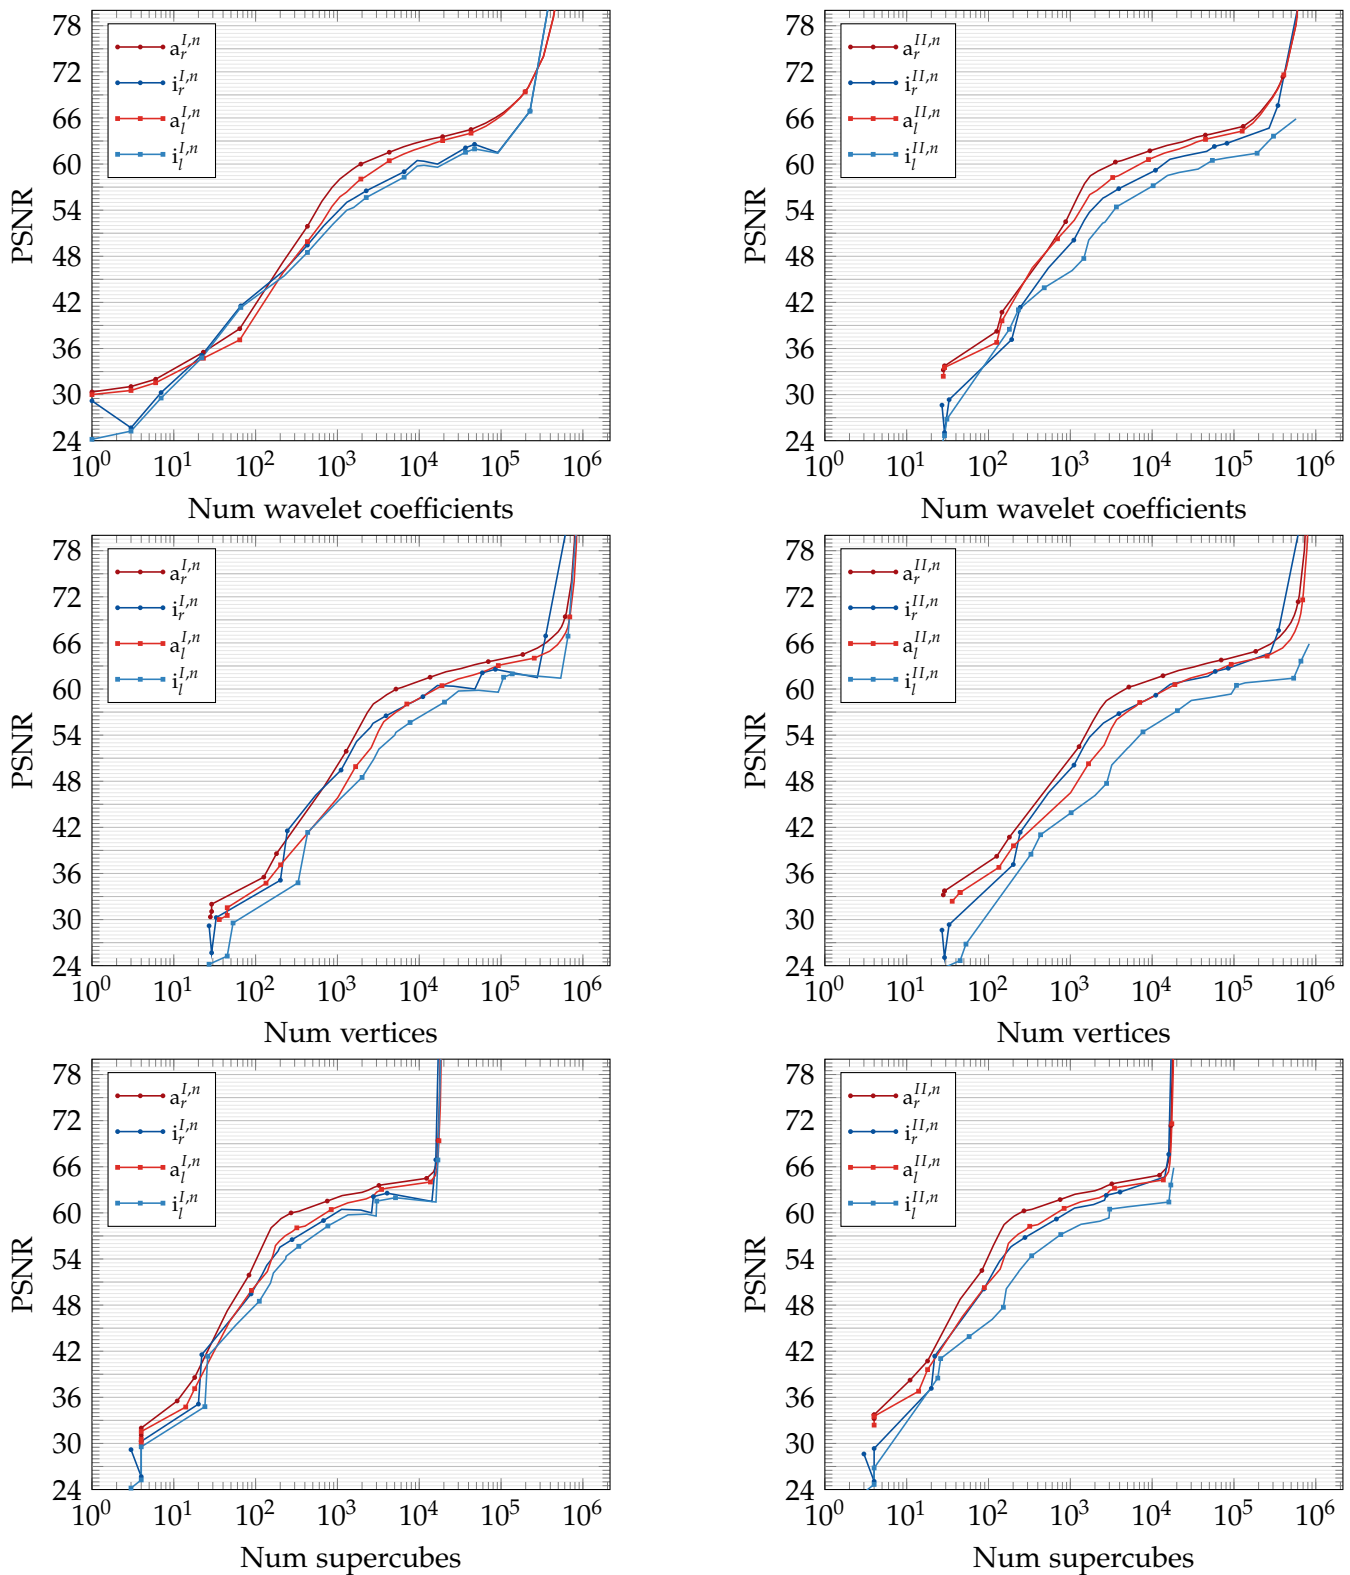 78
72
66
60
54
48
42
36
30
24
PSNR
a_r^{I,n}
i_r^{I,n}
a_l^{I,n}
i_l^{I,n}
10^0 10^1 10^2 10^3 10^4 10^5 10^6
Num wavelet coefficients
78
72
66
60
54
48
42
36
30
24
PSNR
a_r^{II,n}
i_r^{II,n}
a_l^{II,n}
i_l^{II,n}
10^0 10^1 10^2 10^3 10^4 10^5 10^6
Num wavelet coefficients
78
72
66
60
54
48
42
36
30
24
PSNR
a_r^{I,n}
i_r^{I,n}
a_l^{I,n}
i_l^{I,n}
10^0 10^1 10^2 10^3 10^4 10^5 10^6
Num vertices
78
72
66
60
54
48
42
36
30
24
PSNR
a_r^{II,n}
i_r^{II,n}
a_l^{II,n}
i_l^{II,n}
10^0 10^1 10^2 10^3 10^4 10^5 10^6
Num vertices
78
72
66
60
54
48
42
36
30
24
PSNR
a_r^{I,n}
i_r^{I,n}
a_l^{I,n}
i_l^{I,n}
10^0 10^1 10^2 10^3 10^4 10^5 10^6
Num supercubes
78
72
66
60
54
48
42
36
30
24
PSNR
a_r^{II,n}
i_r^{II,n}
a_l^{II,n}
i_l^{II,n}
10^0 10^1 10^2 10^3 10^4 10^5 10^6
Num supercubes